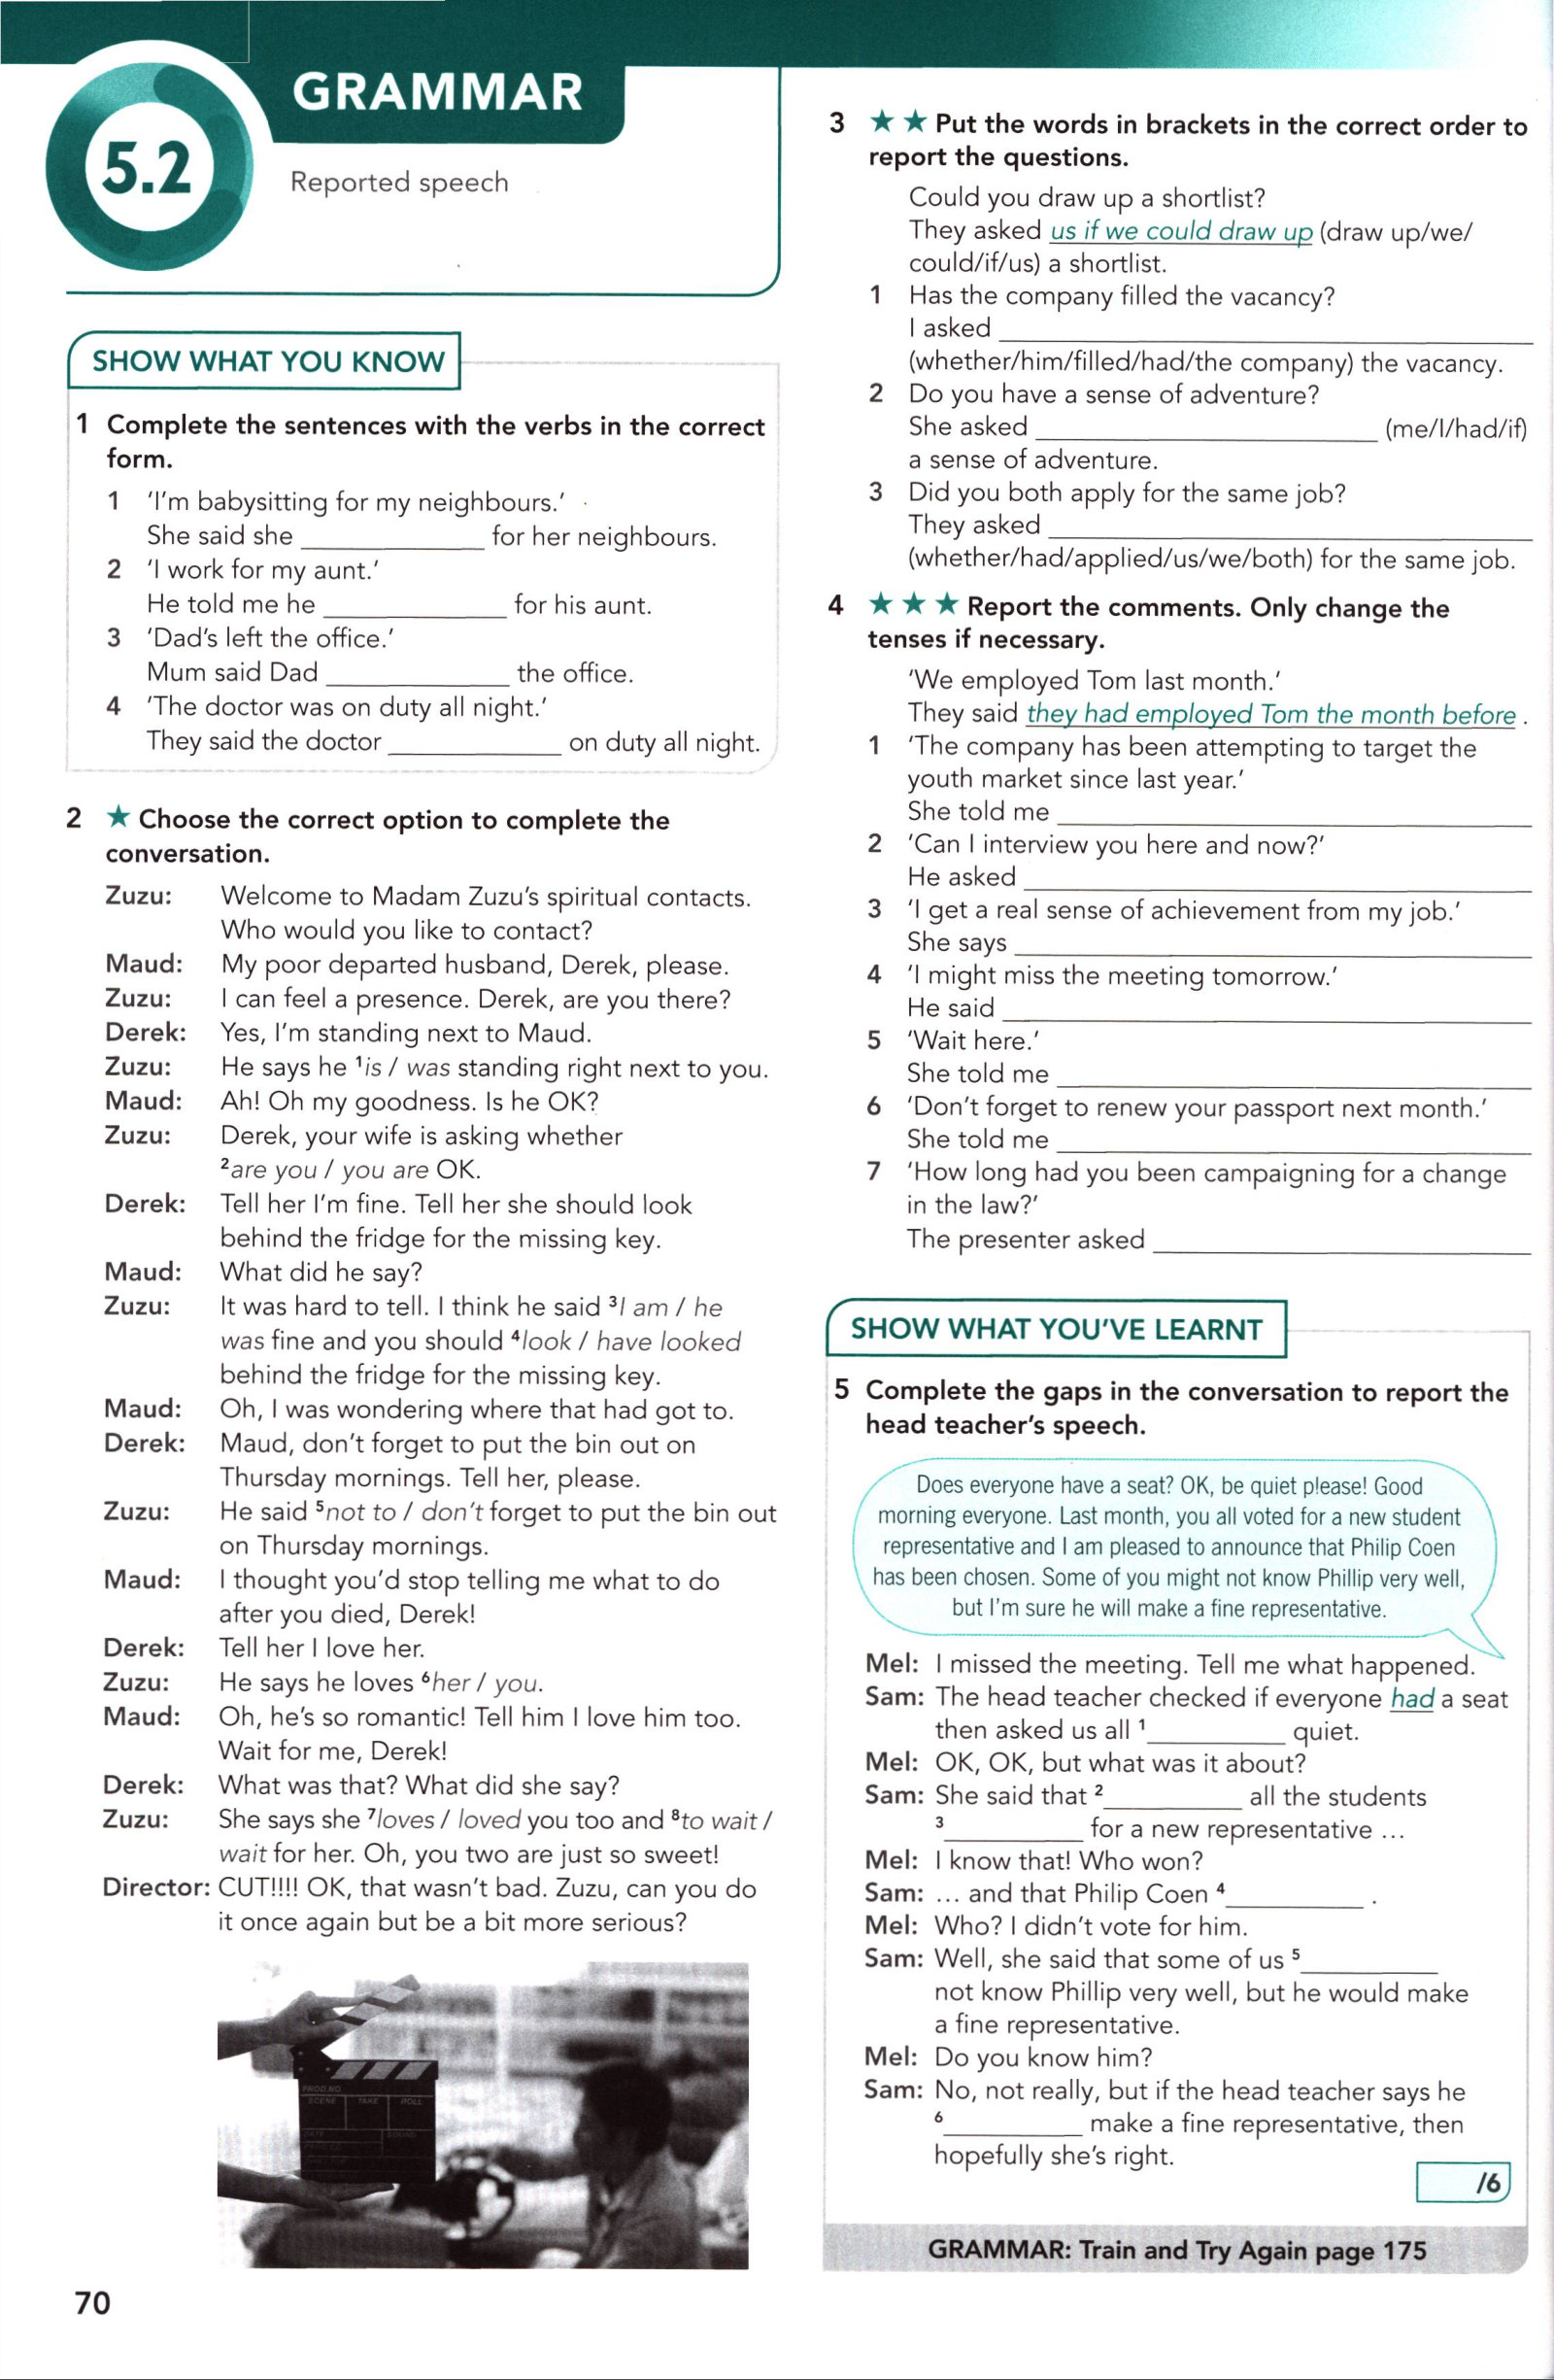 GRAMMAR
5.2
Reported speech
SHOW WHAT YOU KNOW
1 Complete the sentences with the verbs in the correct
form.
1 ‘I’m babysitting for my neighbours.’
She said she ____________ for her neighbours.
2 ‘I work for my aunt.’
He told me he ____________ for his aunt.
3 ‘Dad’s left the office.’
Mum said Dad ____________ the office.
4 ‘The doctor was on duty all night.’
They said the doctor ____________ on duty all night.
2 ★ Choose the correct option to complete the
conversation.
Zuzu: Welcome to Madam Zuzu’s spiritual contacts.
Who would you like to contact?
Maud: My poor departed husband, Derek, please.
Zuzu: I can feel a presence. Derek, are you there?
Derek: Yes, I’m standing next to Maud.
Zuzu: He says he ¹is / was standing right next to you.
Maud: Ah! Oh my goodness. Is he OK?
Zuzu: Derek, your wife is asking whether
²are you / you are OK.
Derek: Tell her I’m fine. Tell her she should look
behind the fridge for the missing key.
Maud: What did he say?
Zuzu: It was hard to tell. I think he said ³I am / he
was fine and you should ⁴look / have looked
behind the fridge for the missing key.
Maud: Oh, I was wondering where that had got to.
Derek: Maud, don’t forget to put the bin out on
Thursday mornings. Tell her, please.
Zuzu: He said ⁵not to / don’t forget to put the bin out
on Thursday mornings.
Maud: I thought you’d stop telling me what to do
after you died, Derek!
Derek: Tell her I love her.
Zuzu: He says he loves ⁶her / you.
Maud: Oh, he’s so romantic! Tell him I love him too.
Wait for me, Derek!
Derek: What was that? What did she say?
Zuzu: She says she ⁷loves / loved you too and ⁸to wait /
wait for her. Oh, you two are just so sweet!
Director: CUT!!!! OK, that wasn’t bad. Zuzu, can you do
it once again but be a bit more serious?
PROD.NO.
SCENE TAKE ROLL
DATE SOUND
70
3 ★ ★ Put the words in brackets in the correct order to
report the questions.
Could you draw up a shortlist?
They asked us if we could draw up (draw up/we/
could/if/us) a shortlist.
1 Has the company filled the vacancy?
I asked ____________
(whether/him/filled/had/the company) the vacancy.
2 Do you have a sense of adventure?
She asked ____________ (me/I/had/if)
a sense of adventure.
3 Did you both apply for the same job?
They asked ____________
(whether/had/applied/us/we/both) for the same job.
4 ★ ★ ★ Report the comments. Only change the
tenses if necessary.
‘We employed Tom last month.’
They said they had employed Tom the month before .
1 ‘The company has been attempting to target the
youth market since last year.’
She told me ____________
2 ‘Can I interview you here and now?’
He asked ____________
3 ‘I get a real sense of achievement from my job.’
She says ____________
4 ‘I might miss the meeting tomorrow.’
He said ____________
5 ‘Wait here.’
She told me ____________
6 ‘Don’t forget to renew your passport next month.’
She told me ____________
7 ‘How long had you been campaigning for a change
in the law?’
The presenter asked ____________
SHOW WHAT YOU’VE LEARNT
5 Complete the gaps in the conversation to report the
head teacher’s speech.
Does everyone have a seat? OK, be quiet please! Good
morning everyone. Last month, you all voted for a new student
representative and I am pleased to announce that Philip Coen
has been chosen. Some of you might not know Phillip very well,
but I’m sure he will make a fine representative.
Mel: I missed the meeting. Tell me what happened.
Sam: The head teacher checked if everyone had a seat
then asked us all ¹____________ quiet.
Mel: OK, OK, but what was it about?
Sam: She said that ²____________ all the students
³____________ for a new representative ...
Mel: I know that! Who won?
Sam: ... and that Philip Coen ⁴____________ .
Mel: Who? I didn’t vote for him.
Sam: Well, she said that some of us ⁵____________
not know Phillip very well, but he would make
a fine representative.
Mel: Do you know him?
Sam: No, not really, but if the head teacher says he
⁶____________ make a fine representative, then
hopefully she’s right.
/6
GRAMMAR: Train and Try Again page 175